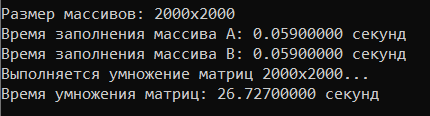 Размер массивов: 2000x2000
Время заполнения массива A: 0.05900000 секунд
Время заполнения массива B: 0.05900000 секунд
Выполняется умножение матриц 2000x2000...
Время умножения матриц: 26.72700000 секунд